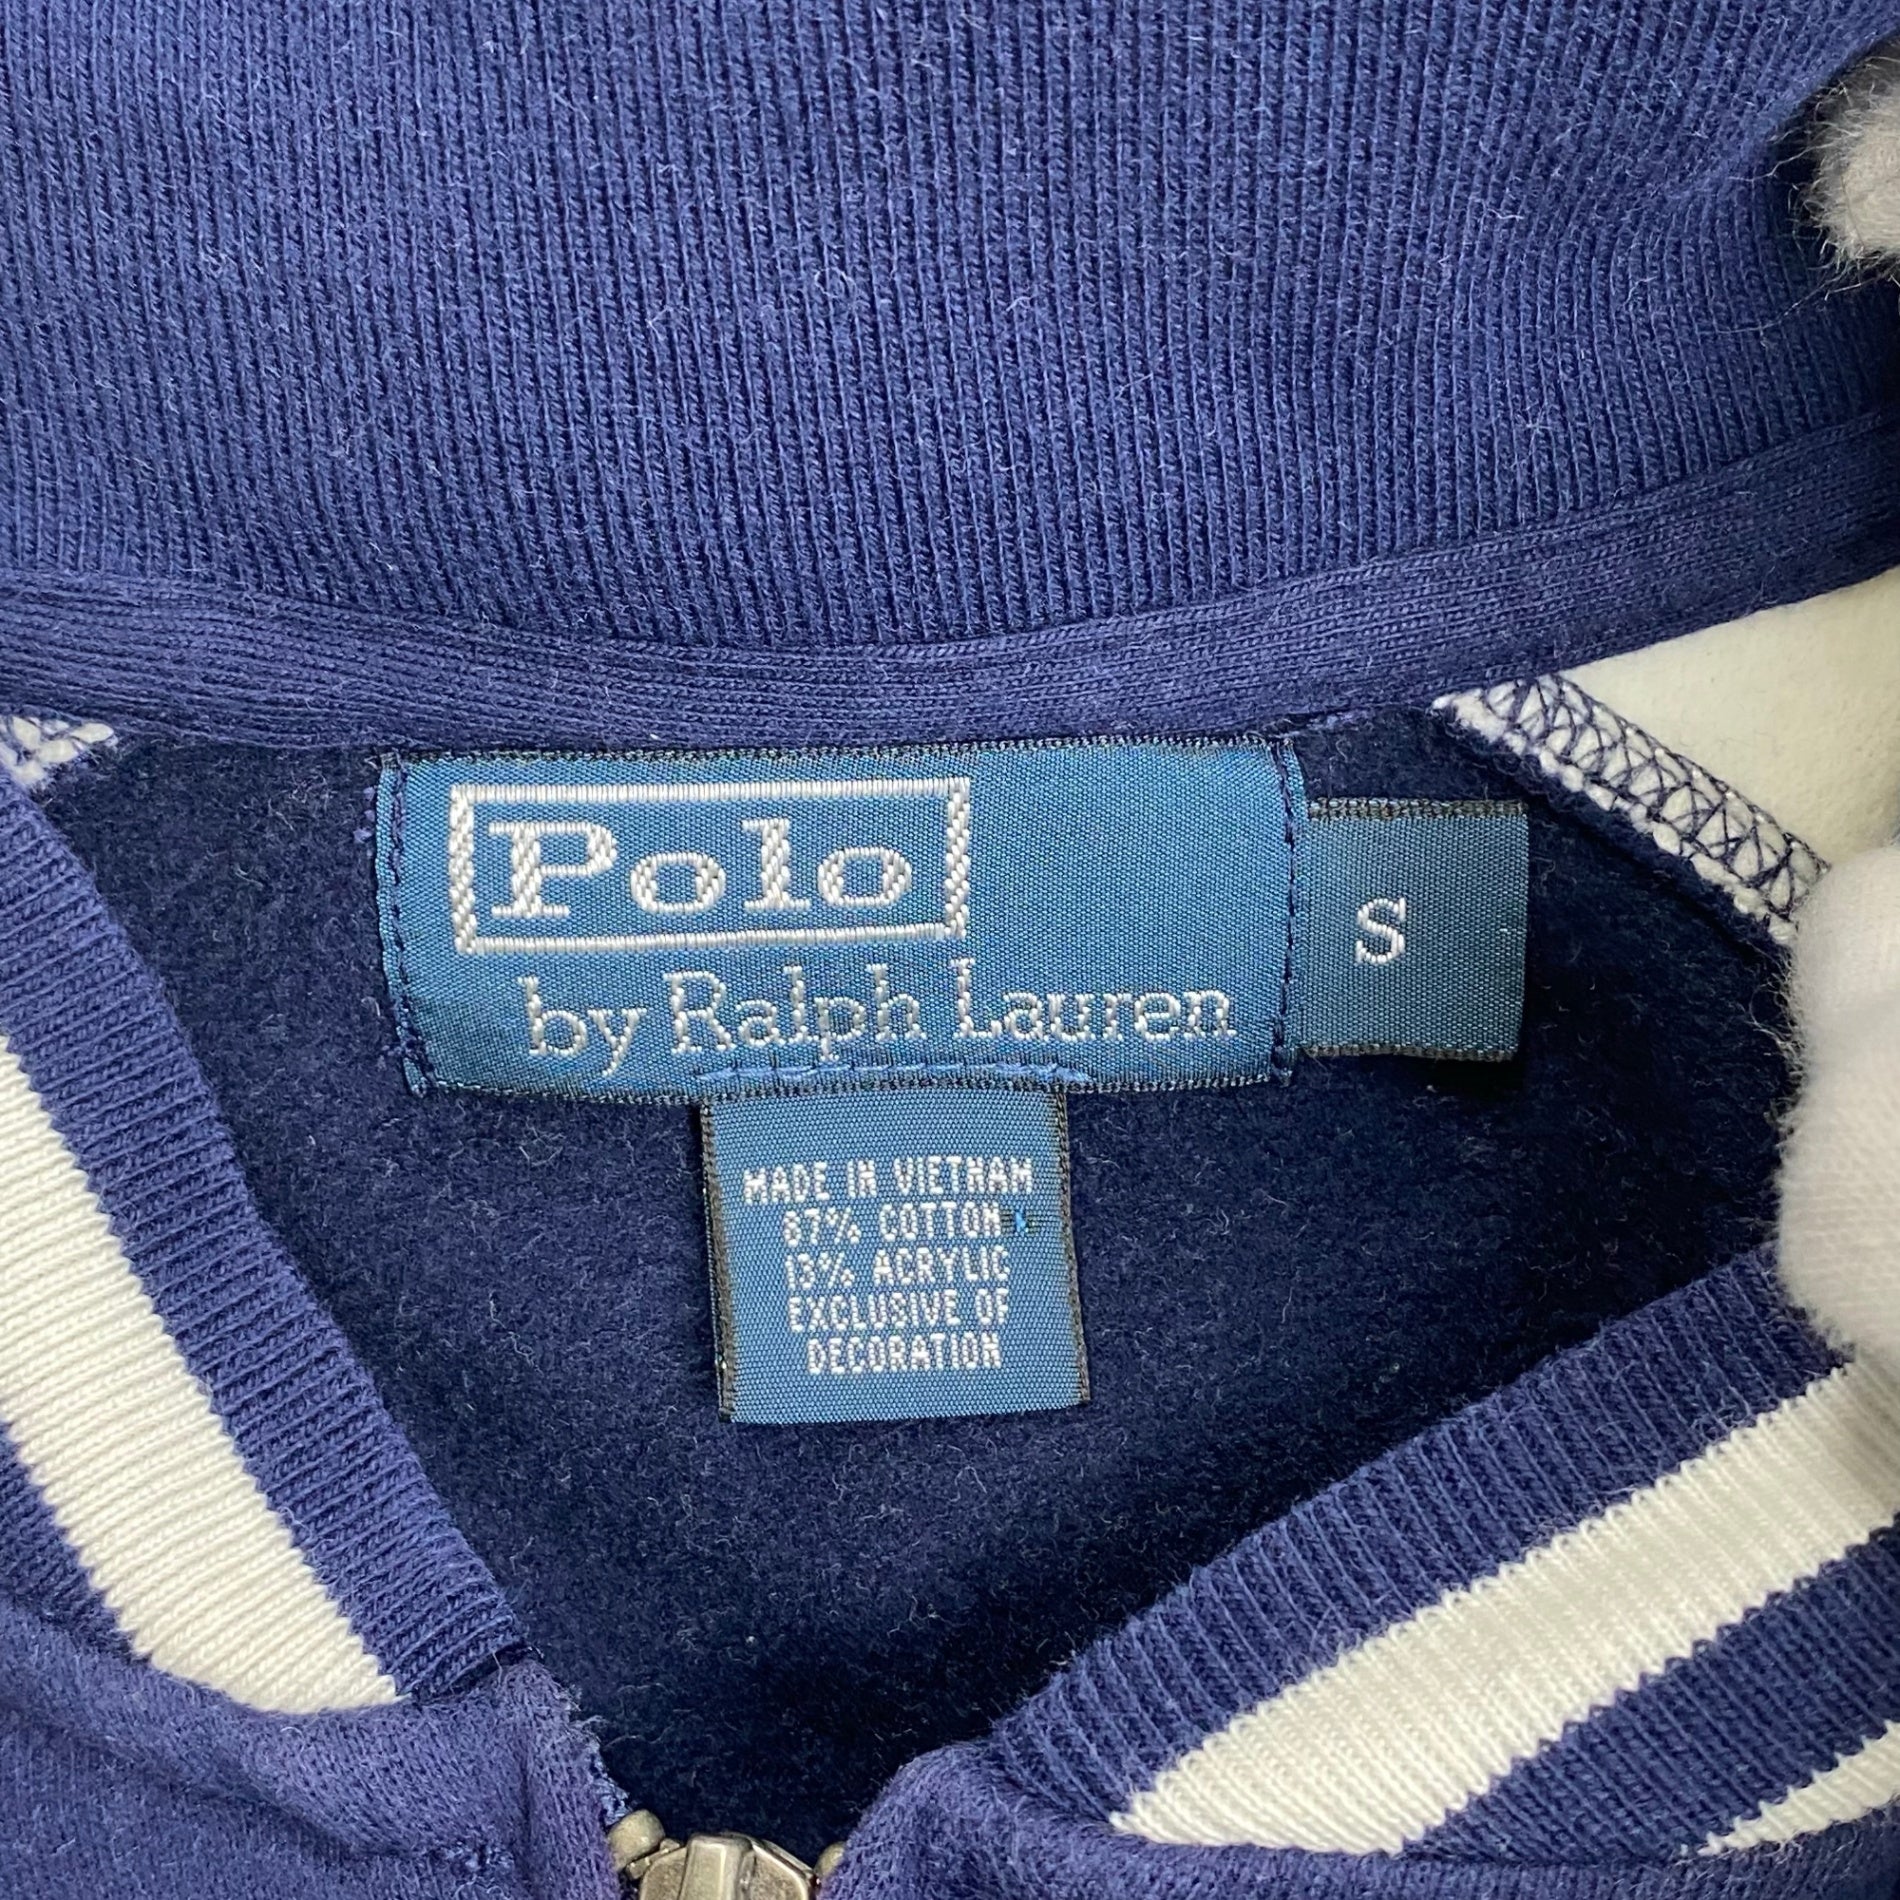 Polo
by Ralph Lauren
S
MADE IN VIETNAM
87% COTTON
13% ACRYLIC
EXCLUSIVE OF
DECORATION